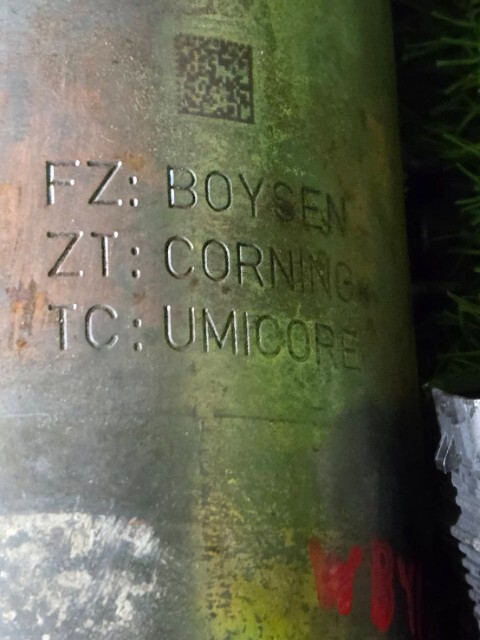 FZ: BOYSEN
ZT: CORNING
TC: UMICORE